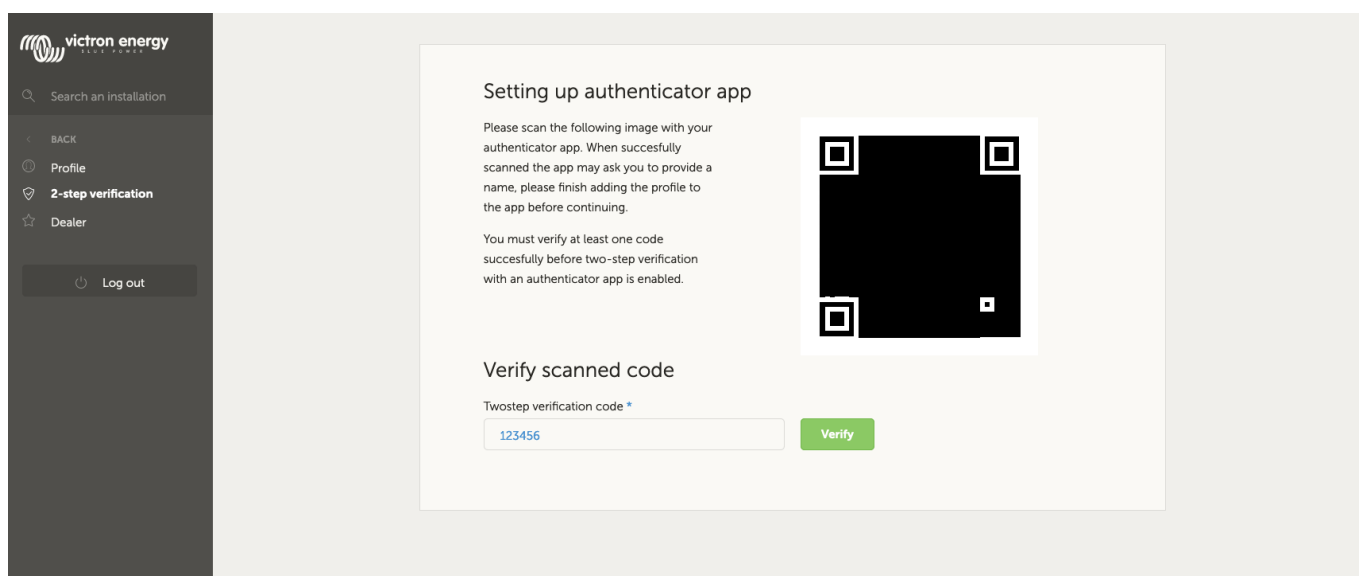 victron energy
BLUE POWER
Search an installation
BACK
Profile
2-step verification
Dealer
Log out
Setting up authenticator app
Please scan the following image with your
authenticator app. When succesfully
scanned the app may ask you to provide a
name, please finish adding the profile to
the app before continuing.
You must verify at least one code
succesfully before two-step verification
with an authenticator app is enabled.
Verify scanned code
Twostep verification code *
123456
Verify